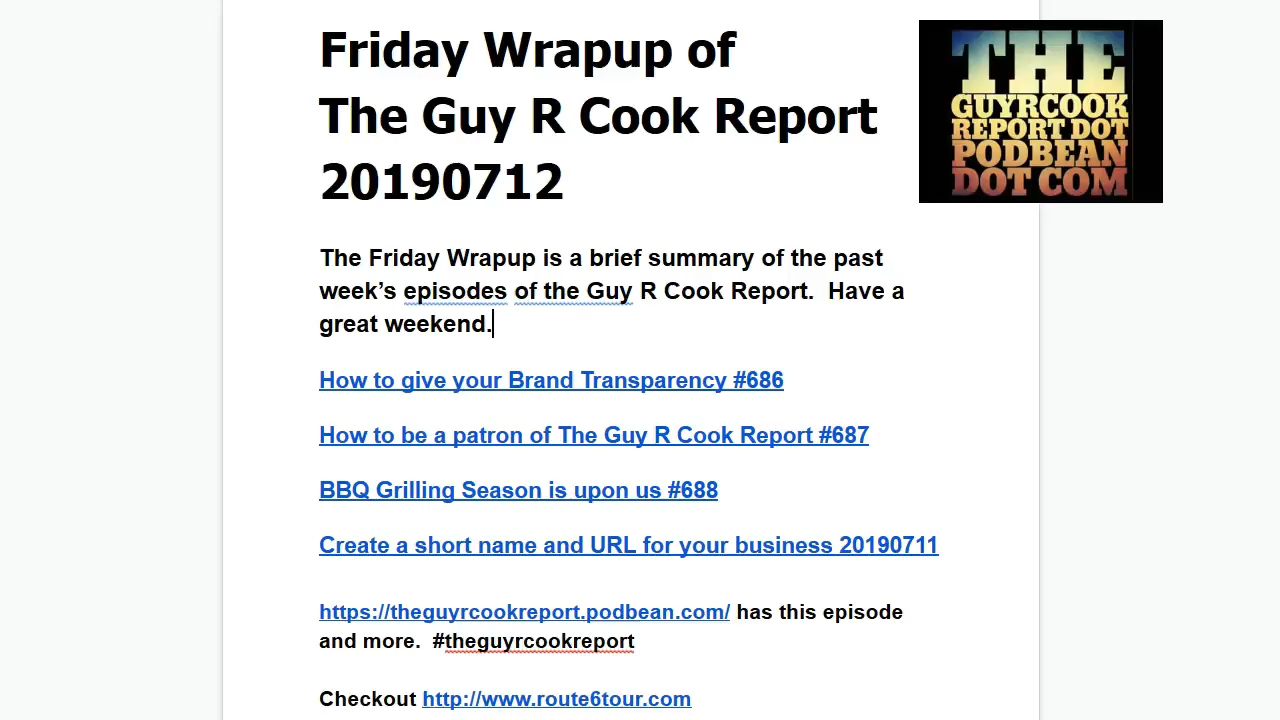 Friday Wrapup of
The Guy R Cook Report
20190712
THE
GUYRCOOK
REPORT DOT
PODBEAN
DOT COM
The Friday Wrapup is a brief summary of the past
week’s episodes of the Guy R Cook Report.  Have a
great weekend.
How to give your Brand Transparency #686
How to be a patron of The Guy R Cook Report #687
BBQ Grilling Season is upon us #688
Create a short name and URL for your business 20190711
https://theguyrcookreport.podbean.com/ has this episode
and more.  #theguyrcookreport
Checkout http://www.route6tour.com